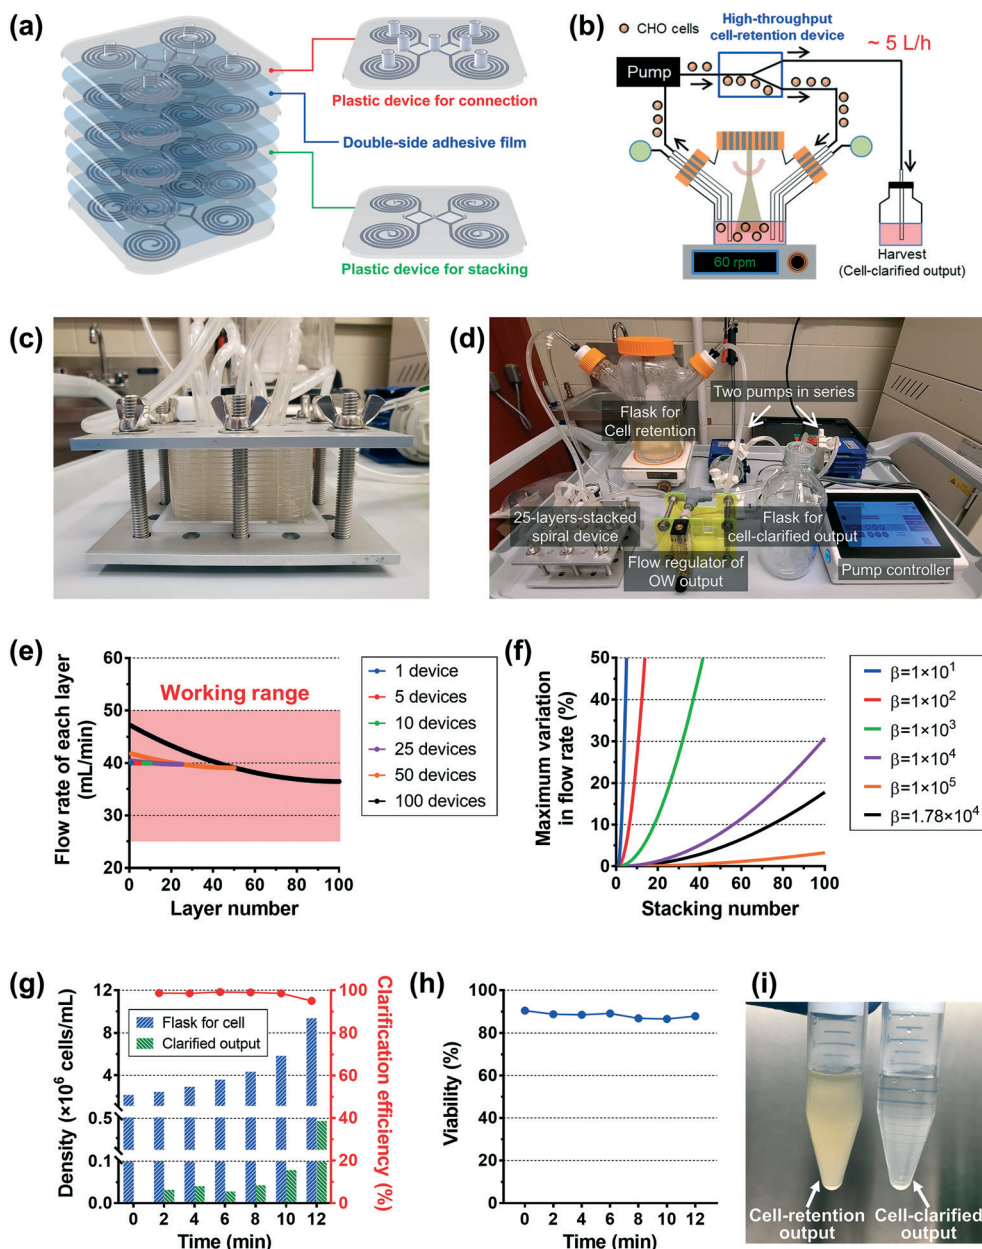 (a)
Plastic device for connection
Double-side adhesive film
Plastic device for stacking
(b)
CHO cells
High-throughput
cell-retention device
~ 5 L/h
Pump
60 rpm
Harvest
(Cell-clarified output)
(c)
(d)
Flask for
Cell retention
Two pumps in series
25-layers-stacked
spiral device
Flask for
cell-clarified output
Flow regulator of
OW output
Pump controller
(e)
Flow rate of each layer
(mL/min)
60
50
40
30
20
Working range
0 20 40 60 80 100
Layer number
1 device
5 devices
10 devices
25 devices
50 devices
100 devices
(f)
Maximum variation
in flow rate (%)
50
40
30
20
10
0
0 20 40 60 80 100
Stacking number
β=1×10¹
β=1×10²
β=1×10³
β=1×10⁴
β=1×10⁵
β=1.78×10⁴
(g)
Density (×10⁶ cells/mL)
12
8
4
0.5
0.1
0.0
Flask for cell
Clarified output
100
80
60
40
20
0
Clarification efficiency
(%)
0 2 4 6 8 10 12
Time (min)
(h)
Viability (%)
100
80
60
40
20
0
0 2 4 6 8 10 12
Time (min)
(i)
Cell-retention
output
Cell-clarified
output